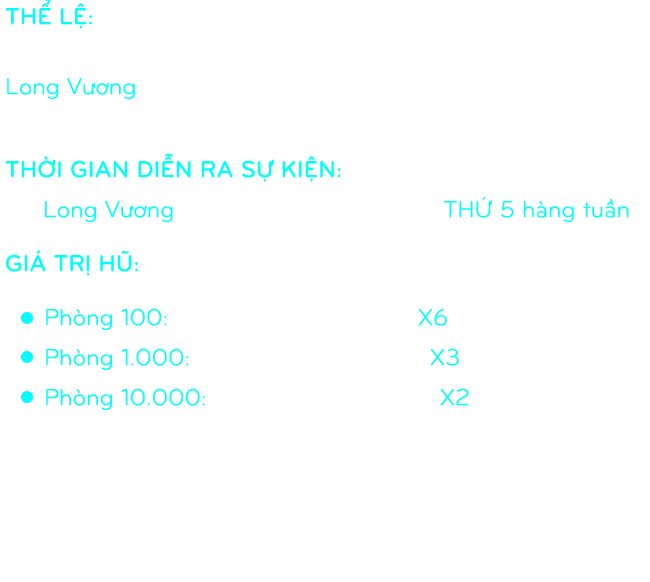 THỂ LỆ:
Long Vương
THỜI GIAN DIỄN RA SỰ KIỆN:
Long Vương THỨ 5 hàng tuần
GIÁ TRỊ HŨ:
● Phòng 100: X6
● Phòng 1.000: X3
● Phòng 10.000: X2